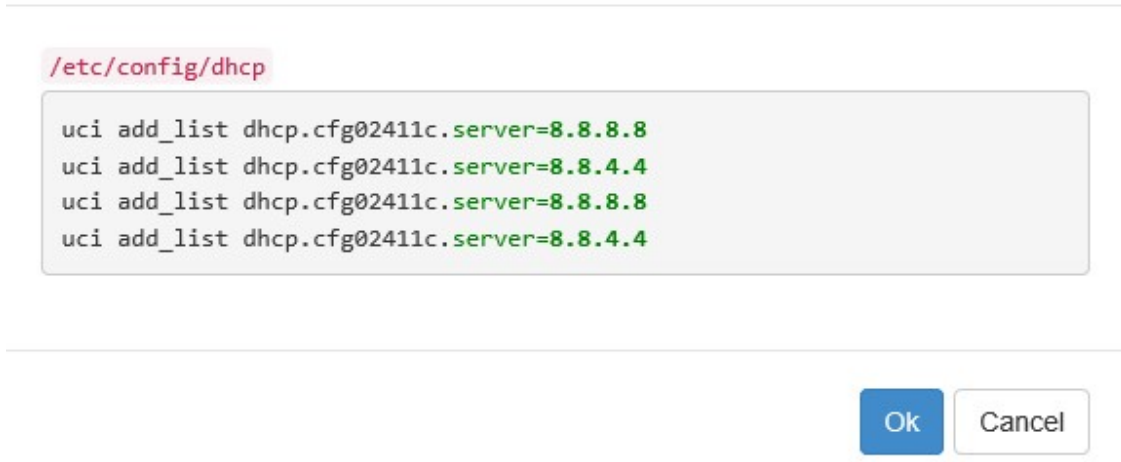 /etc/config/dhcp
uci add_list dhcp.cfg02411c.server=8.8.8.8
uci add_list dhcp.cfg02411c.server=8.8.4.4
uci add_list dhcp.cfg02411c.server=8.8.8.8
uci add_list dhcp.cfg02411c.server=8.8.4.4
Ok Cancel